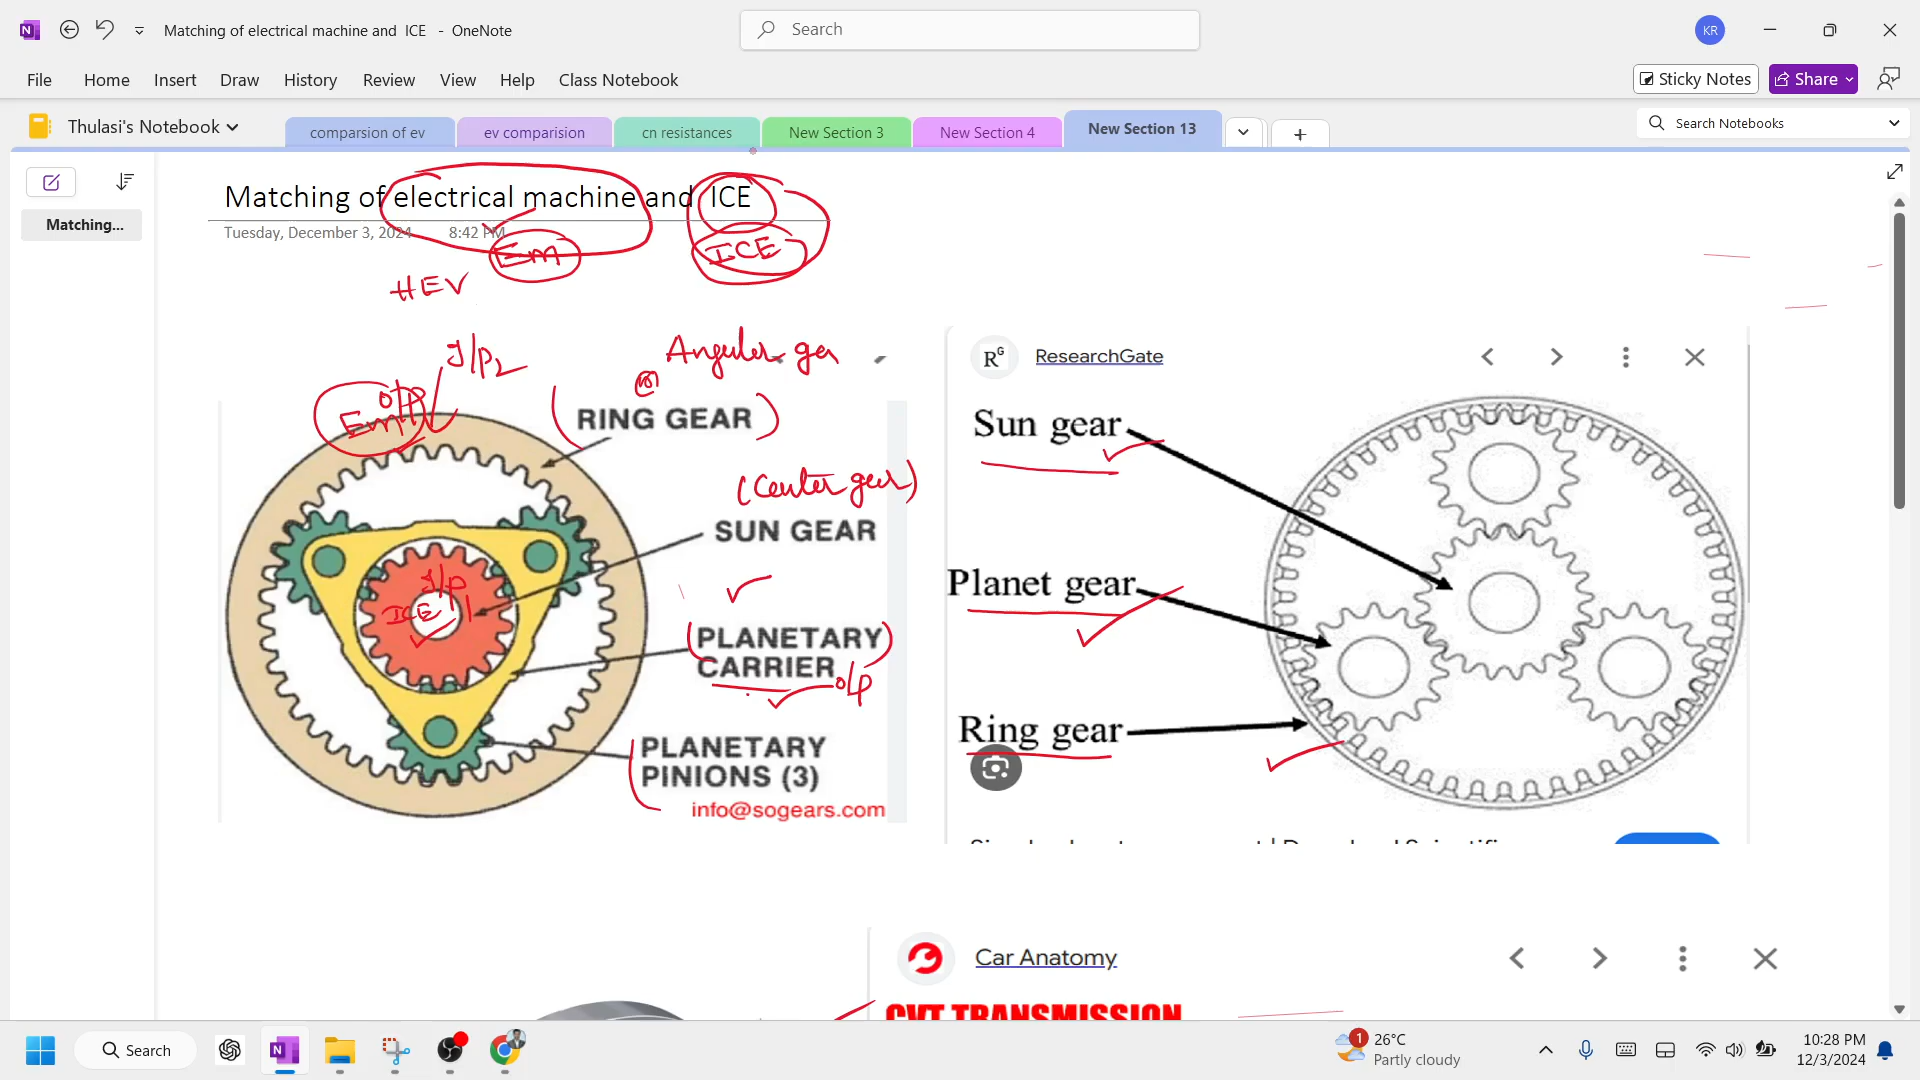 Matching of electrical machine and ICE - OneNote
Search
KR
File Home Insert Draw History Review View Help Class Notebook
Sticky Notes
Share
Thulasi's Notebook
comparsion of ev
ev comparision
cn resistances
New Section 3
New Section 4
New Section 13
Search Notebooks
Matching...
Matching of electrical machine and ICE
Tuesday, December 3, 2024 8:42 PM
Em
ICE
HEV
I/P2
Angular gear
ResearchGate
Em
O/P
RING GEAR
(Center gear)
SUN GEAR
I/p
ICE
PLANETARY
CARRIER
o/p
PLANETARY
PINIONS (3)
info@sogears.com
Sun gear
Planet gear
Ring gear
Car Anatomy
CVT TRANSMISSION
Search
1
26°C
Partly cloudy
10:28 PM
12/3/2024